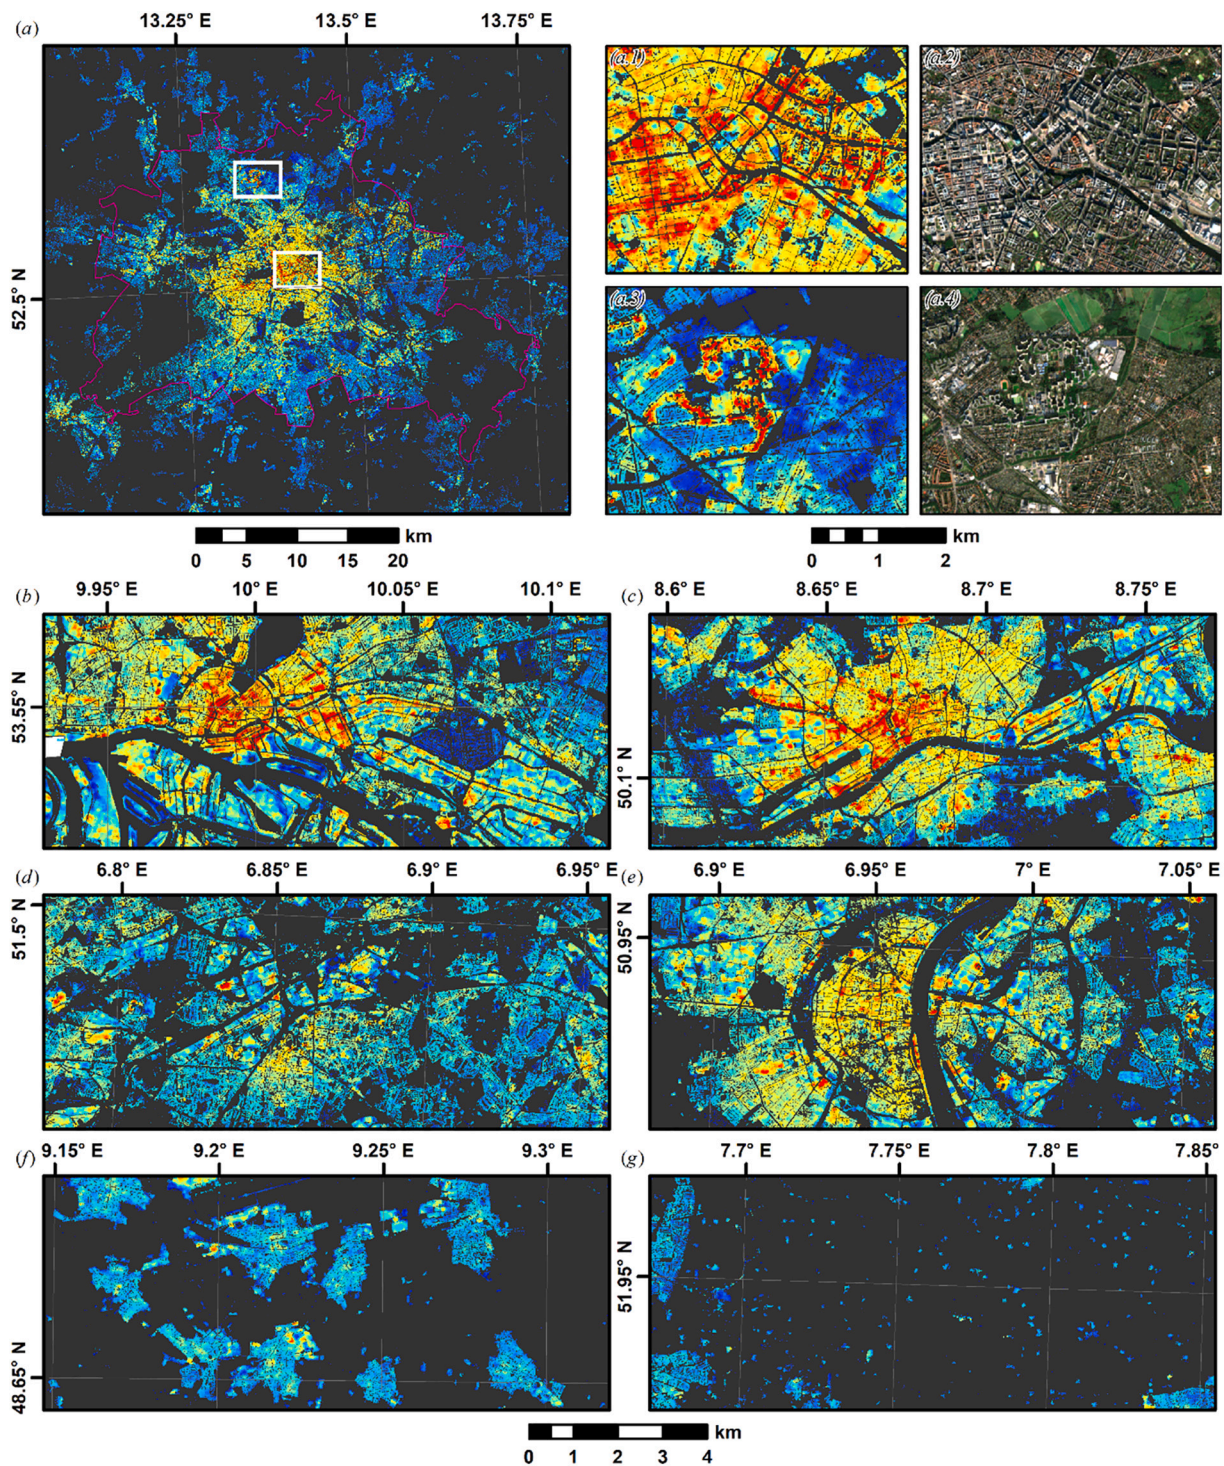 (a)
13.25° E
13.5° E
13.75° E
52.5° N
(a.1)
(a.2)
(a.3)
(a.4)
0 5 10 15 20 km
0 1 2 km
(b)
9.95° E
10° E
10.05° E
10.1° E
53.55° N
(c)
8.6° E
8.65° E
8.7° E
8.75° E
50.1° N
(d)
6.8° E
6.85° E
6.9° E
6.95° E
51.5° N
(e)
6.9° E
6.95° E
7° E
7.05° E
50.95° N
(f)
9.15° E
9.2° E
9.25° E
9.3° E
48.65° N
(g)
7.7° E
7.75° E
7.8° E
7.85° E
51.95° N
0 1 2 3 4 km